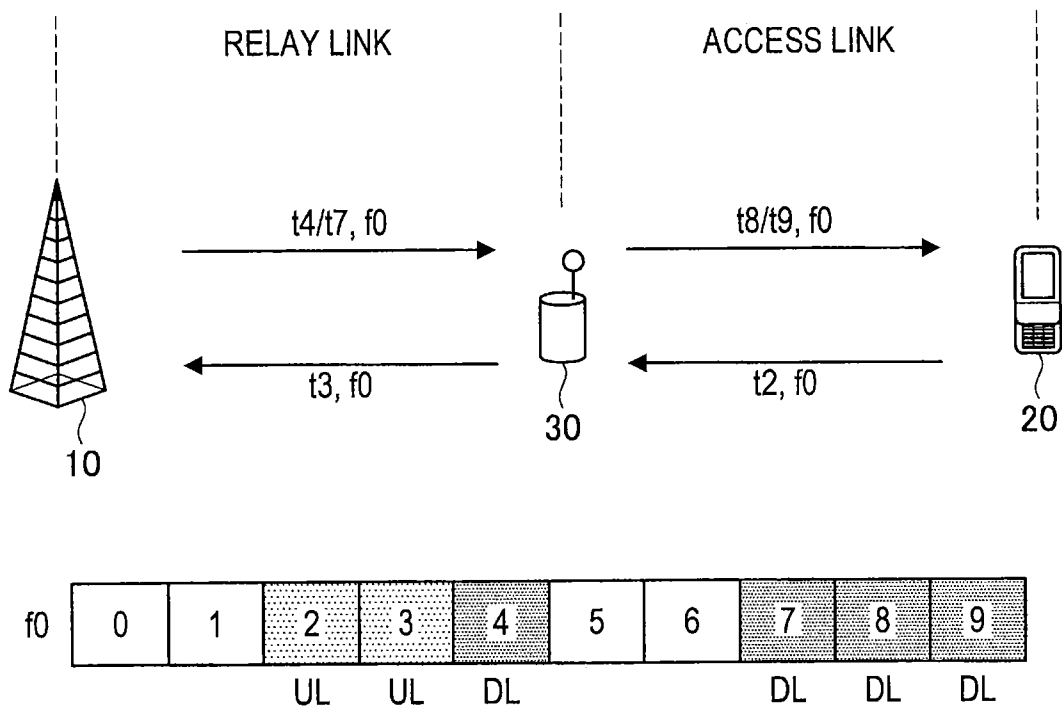 RELAY LINK
ACCESS LINK
t4/t7, f0
t8/t9, f0
t3, f0
t2, f0
10
30
20
f0 0 1 2 3 4 5 6 7 8 9
UL UL DL DL DL DL